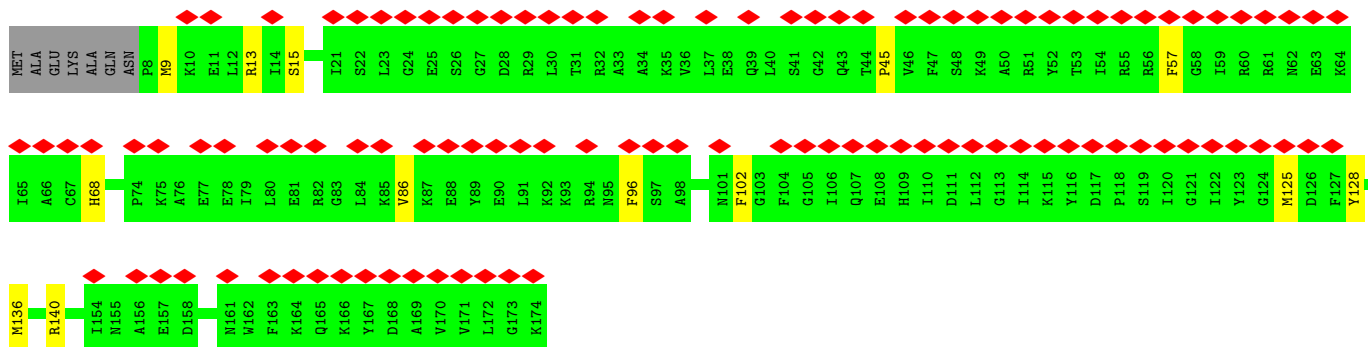 MET ALA GLU LYS ALA GLN ASN P8 M9 K10 E11 L12 R13 I14 S15 I21 S22 L23 G24 E25 S26 G27 D28 R29 L30 T31 R32 A33 A34 K35 V36 L37 E38 Q39 L40 S41 G42 Q43 T44 P45 V46 F47 S48 K49 A50 R51 Y52 T53 I54 R55 R56 F57 G58 I59 R60 R61 N62 E63 K64
I65 A66 C67 H68 P74 K75 A76 E77 E78 I79 L80 E81 R82 G83 L84 K85 V86 K87 E88 Y89 E90 L91 K92 K93 R94 N95 F96 S97 A98 N101 F102 G103 F104 G105 I106 Q107 E108 H109 I110 D111 L112 G113 I114 K115 Y116 D117 P118 S119 I120 G121 I122 Y123 G124 M125 D126 F127 Y128
M136 R140 I154 N155 A156 E157 D158 N161 W162 F163 K164 Q165 K166 Y167 D168 A169 V170 V171 L172 G173 K174